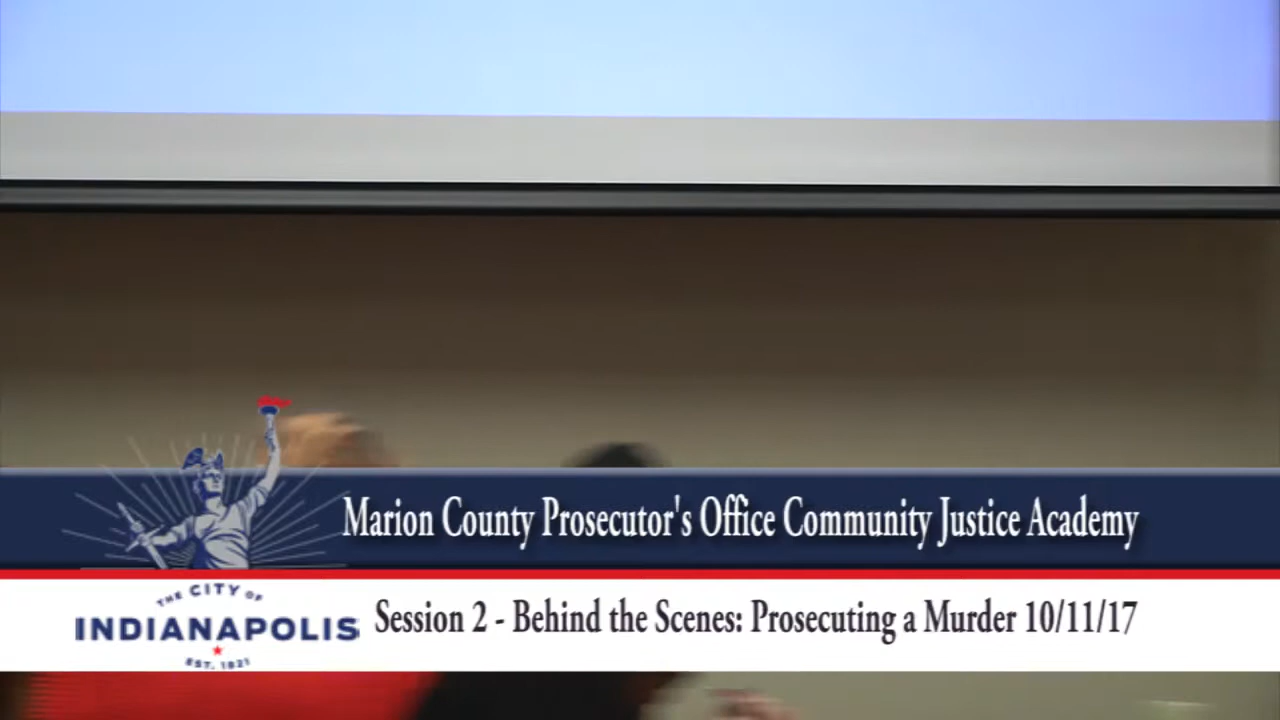 Marion County Prosecutor's Office Community Justice Academy
THE CITY OF
INDIANAPOLIS
EST. 1821
Session 2 - Behind the Scenes: Prosecuting a Murder 10/11/17